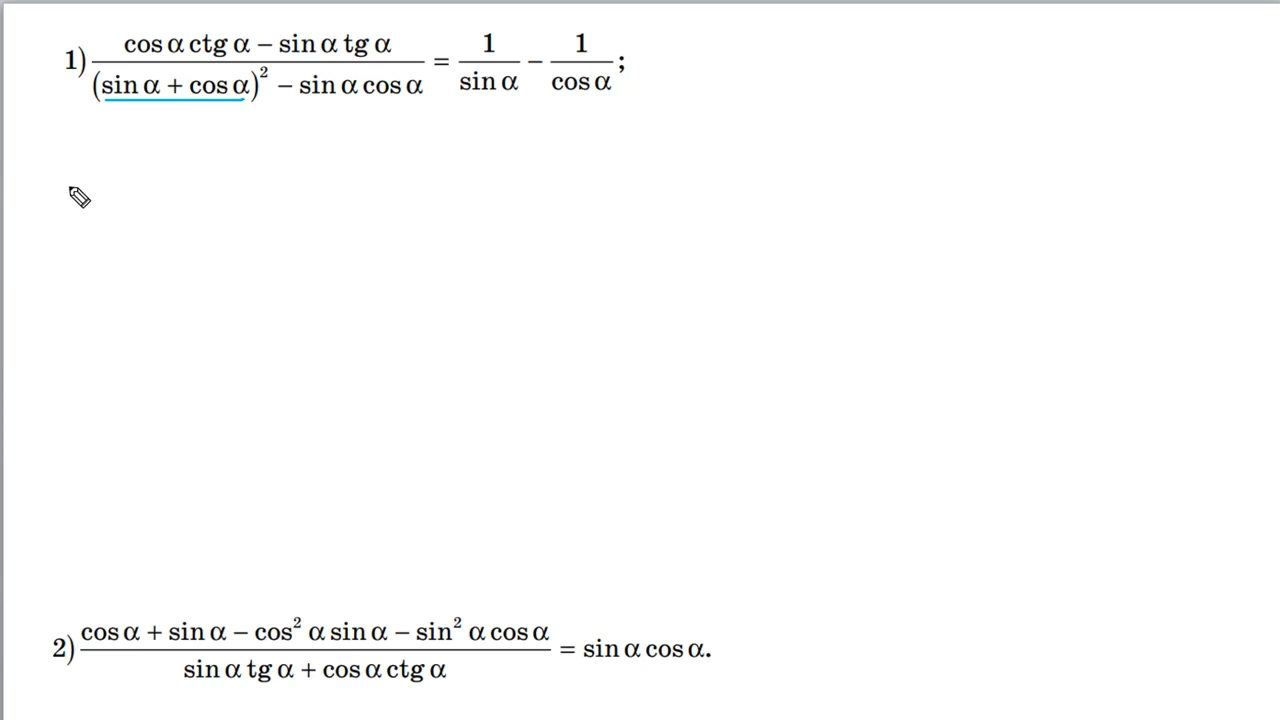 1) (cos α ctg α − sin α tg α) / ((sin α + cos α)² − sin α cos α) = 1 / sin α − 1 / cos α;
2) (cos α + sin α − cos² α sin α − sin² α cos α) / (sin α tg α + cos α ctg α) = sin α cos α.